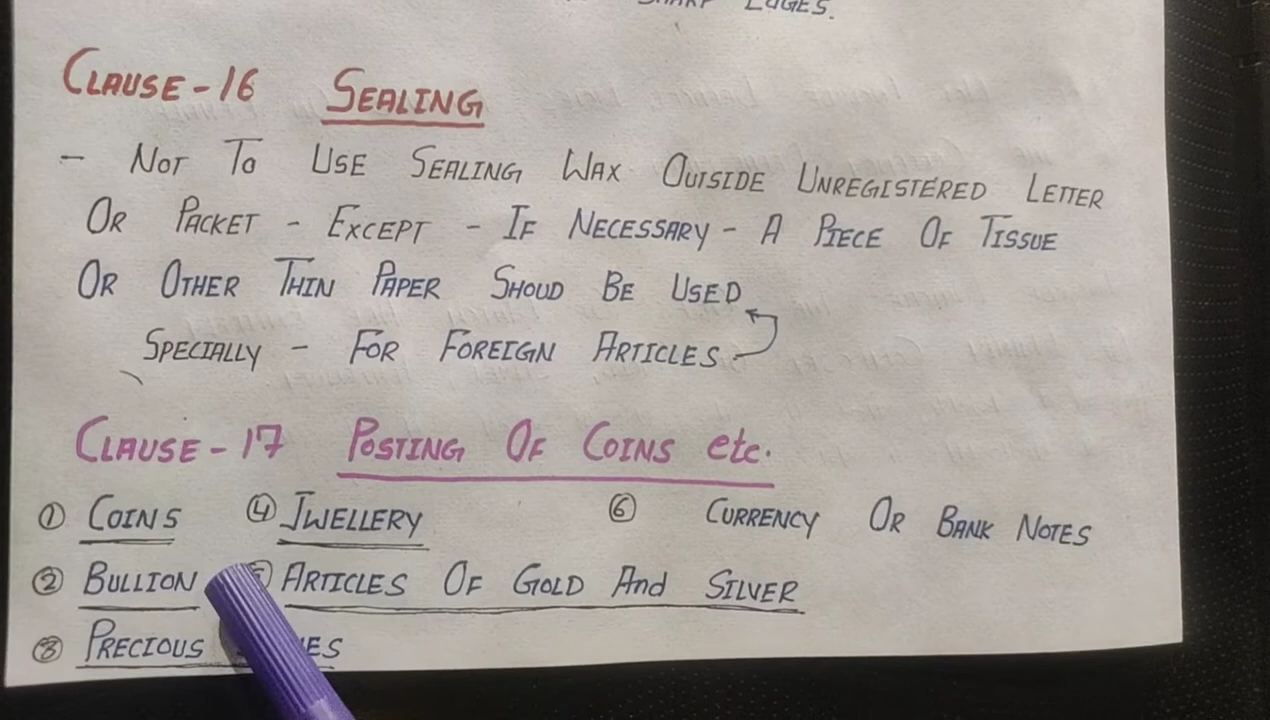 SHARP EDGES.
CLAUSE-16 SEALING
- NOT TO USE SEALING WAX OUTSIDE UNREGISTERED LETTER
OR PACKET - EXCEPT - IF NECESSARY - A PIECE OF TISSUE
OR OTHER THIN PAPER SHOUD BE USED
SPECIALLY - FOR FOREIGN ARTICLES
CLAUSE-17 POSTING OF COINS etc.
① COINS ④ JWELLERY ⑥ CURRENCY OR BANK NOTES
② BULLION ARTICLES OF GOLD And SILVER
③ PRECIOUS